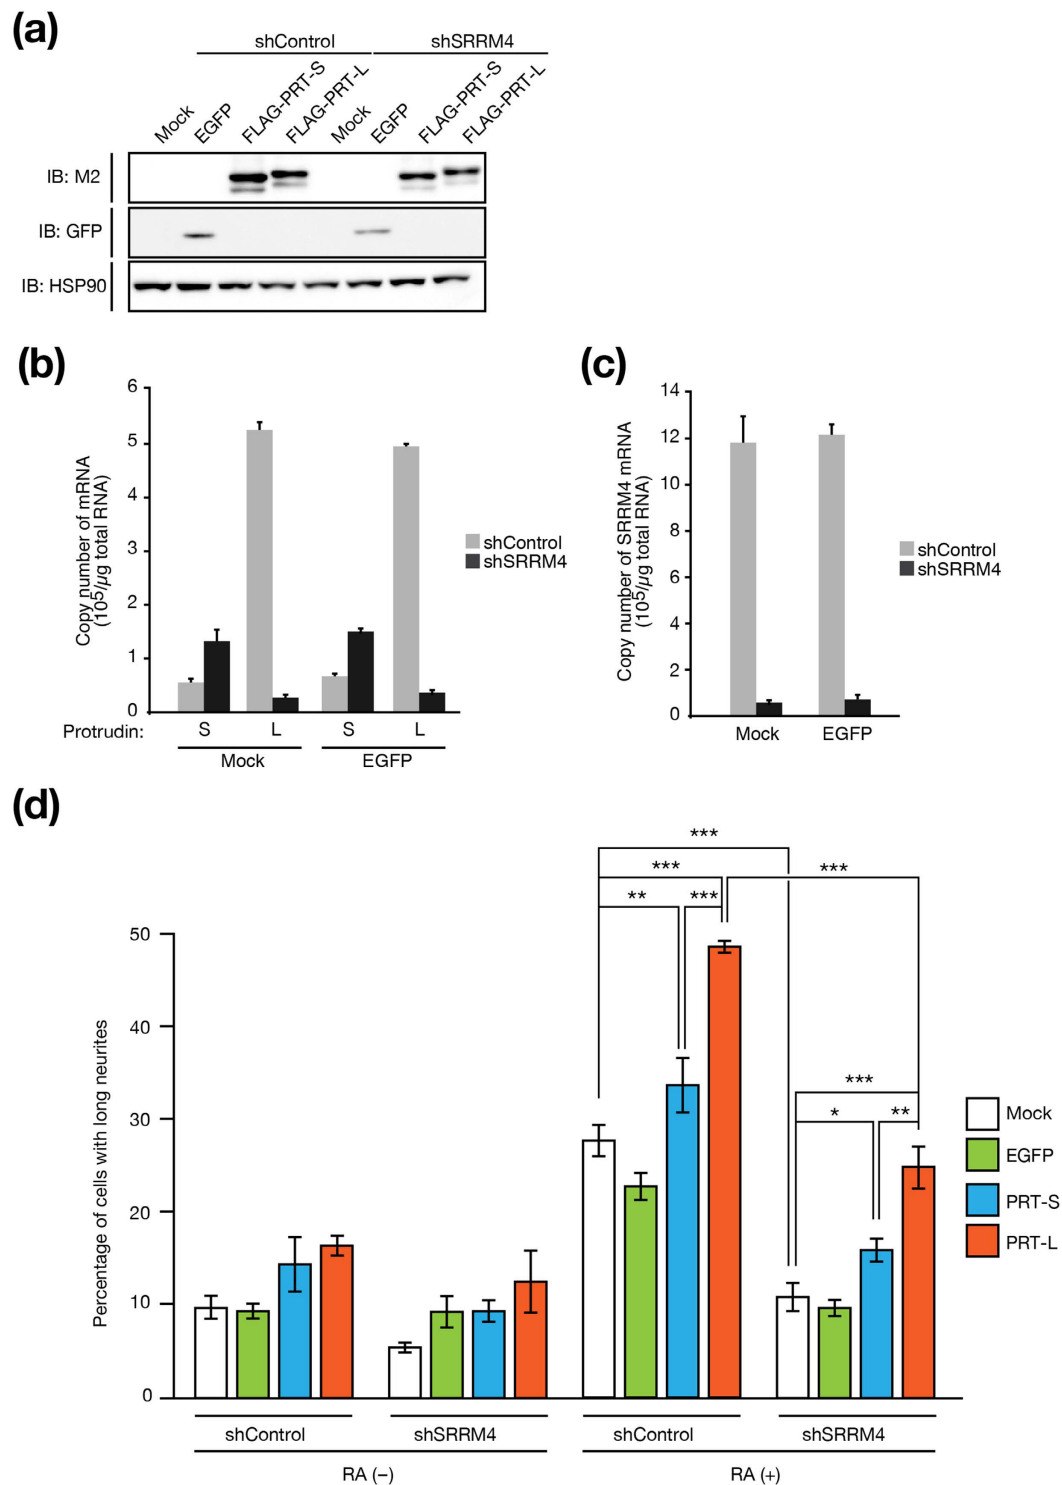 (a)
shControl shSRRM4
Mock EGFP FLAG-PRT-S FLAG-PRT-L Mock EGFP FLAG-PRT-S FLAG-PRT-L
IB: M2
IB: GFP
IB: HSP90
(b)
Copy number of mRNA
(10⁵/µg total RNA)
6
5
4
3
2
1
0
shControl
shSRRM4
Protrudin: S L S L
Mock EGFP
(c)
Copy number of SRRM4 mRNA
(10⁵/µg total RNA)
14
12
10
8
6
4
2
0
shControl
shSRRM4
Mock EGFP
(d)
***
*** ***
** ***
***
* **
Percentage of cells with long neurites
50
40
30
20
10
0
Mock
EGFP
PRT-S
PRT-L
shControl shSRRM4 shControl shSRRM4
RA (−) RA (+)